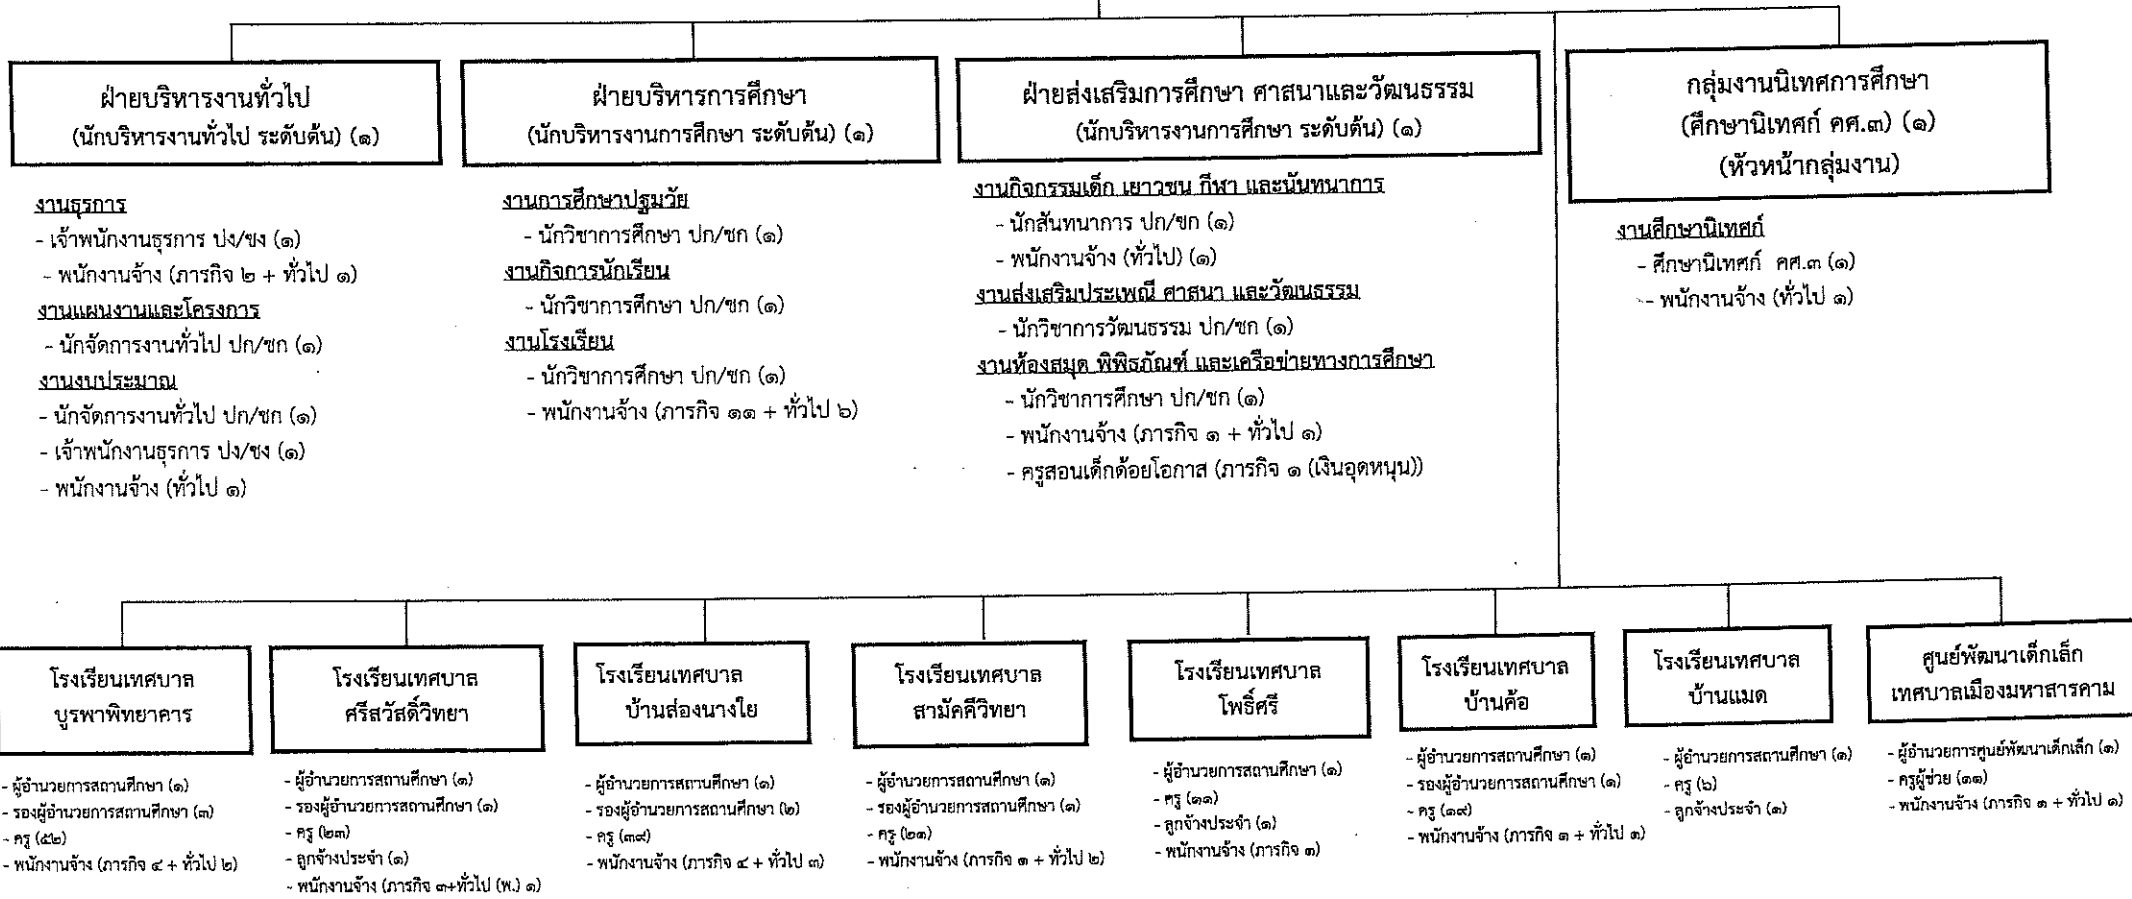 ฝ่ายบริหารงานทั่วไป
(นักบริหารงานทั่วไป ระดับต้น) (๑)
งานธุรการ
- เจ้าพนักงานธุรการ ปง/ชง (๑)
- พนักงานจ้าง (ภารกิจ ๒ + ทั่วไป ๑)
งานแผนงานและโครงการ
- นักจัดการงานทั่วไป ปก/ชก (๑)
งานงบประมาณ
- นักจัดการงานทั่วไป ปก/ชก (๑)
- เจ้าพนักงานธุรการ ปง/ชง (๑)
- พนักงานจ้าง (ทั่วไป ๑)
ฝ่ายบริหารการศึกษา
(นักบริหารงานการศึกษา ระดับต้น) (๑)
งานการศึกษาปฐมวัย
- นักวิชาการศึกษา ปก/ชก (๑)
งานกิจการนักเรียน
- นักวิชาการศึกษา ปก/ชก (๑)
งานโรงเรียน
- นักวิชาการศึกษา ปก/ชก (๑)
- พนักงานจ้าง (ภารกิจ ๑๑ + ทั่วไป ๖)
ฝ่ายส่งเสริมการศึกษา ศาสนาและวัฒนธรรม
(นักบริหารงานการศึกษา ระดับต้น) (๑)
งานกิจกรรมเด็ก เยาวชน กีฬา และนันทนาการ
- นักสันทนาการ ปก/ชก (๑)
- พนักงานจ้าง (ทั่วไป) (๑)
งานส่งเสริมประเพณี ศาสนา และวัฒนธรรม
- นักวิชาการวัฒนธรรม ปก/ชก (๑)
งานห้องสมุด พิพิธภัณฑ์ และเครือข่ายทางการศึกษา
- นักวิชาการศึกษา ปก/ชก (๑)
- พนักงานจ้าง (ภารกิจ ๑ + ทั่วไป ๑)
- ครูสอนเด็กด้อยโอกาส (ภารกิจ ๑ (เงินอุดหนุน))
กลุ่มงานนิเทศการศึกษา
(ศึกษานิเทศก์ คศ.๓) (๑)
(หัวหน้ากลุ่มงาน)
งานศึกษานิเทศก์
- ศึกษานิเทศก์ คศ.๓ (๑)
- พนักงานจ้าง (ทั่วไป ๑)
โรงเรียนเทศบาล
บูรพาพิทยาคาร
- ผู้อำนวยการสถานศึกษา (๑)
- รองผู้อำนวยการสถานศึกษา (๓)
- ครู (๕๒)
- พนักงานจ้าง (ภารกิจ ๔ + ทั่วไป ๒)
โรงเรียนเทศบาล
ศรีสวัสดิ์วิทยา
- ผู้อำนวยการสถานศึกษา (๑)
- รองผู้อำนวยการสถานศึกษา (๑)
- ครู (๒๓)
- ลูกจ้างประจำ (๑)
- พนักงานจ้าง (ภารกิจ ๓+ทั่วไป (พ.) ๑)
โรงเรียนเทศบาล
บ้านส่องนางใย
- ผู้อำนวยการสถานศึกษา (๑)
- รองผู้อำนวยการสถานศึกษา (๒)
- ครู (๓๙)
- พนักงานจ้าง (ภารกิจ ๔ + ทั่วไป ๓)
โรงเรียนเทศบาล
สามัคคีวิทยา
- ผู้อำนวยการสถานศึกษา (๑)
- รองผู้อำนวยการสถานศึกษา (๑)
- ครู (๒๑)
- พนักงานจ้าง (ภารกิจ ๑ + ทั่วไป ๒)
โรงเรียนเทศบาล
โพธิ์ศรี
- ผู้อำนวยการสถานศึกษา (๑)
- ครู (๑๑)
- ลูกจ้างประจำ (๑)
- พนักงานจ้าง (ภารกิจ ๑)
โรงเรียนเทศบาล
บ้านค้อ
- ผู้อำนวยการสถานศึกษา (๑)
- รองผู้อำนวยการสถานศึกษา (๑)
- ครู (๑๙)
- พนักงานจ้าง (ภารกิจ ๑ + ทั่วไป ๑)
โรงเรียนเทศบาล
บ้านแมด
- ผู้อำนวยการสถานศึกษา (๑)
- ครู (๖)
- ลูกจ้างประจำ (๑)
ศูนย์พัฒนาเด็กเล็ก
เทศบาลเมืองมหาสารคาม
- ผู้อำนวยการศูนย์พัฒนาเด็กเล็ก (๑)
- ครูผู้ช่วย (๑๑)
- พนักงานจ้าง (ภารกิจ ๑ + ทั่วไป ๑)